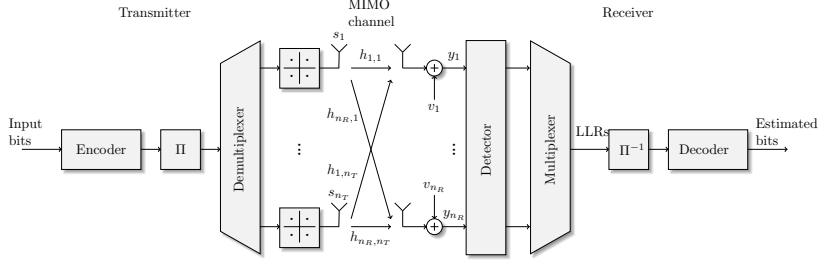 Transmitter
MIMO
channel
Receiver
s_1
h_{1,1}
y_1
v_1
Input
bits
Encoder
Π
Demultiplexer
h_{n_R,1}
h_{1,n_T}
s_{n_T}
h_{n_R,n_T}
v_{n_R}
y_{n_R}
Detector
Multiplexer
LLRs
Π^{-1}
Decoder
Estimated
bits